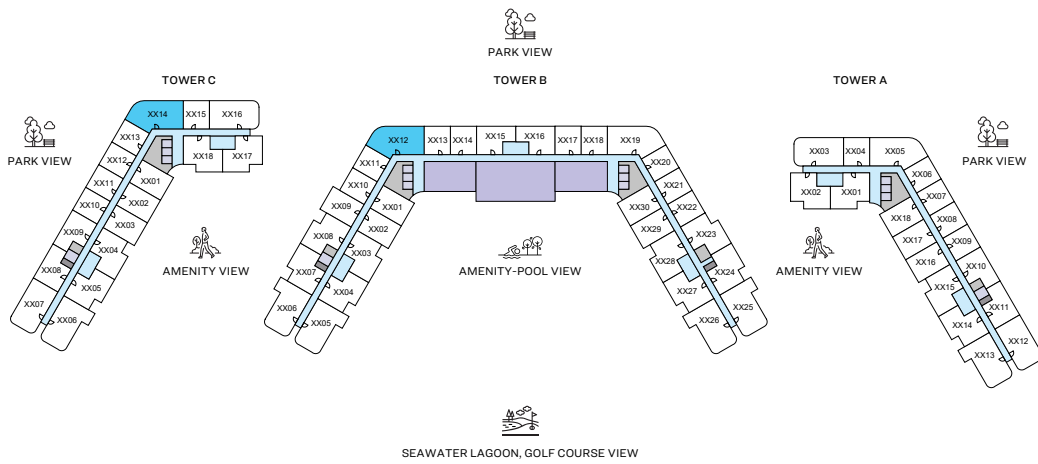 PARK VIEW
TOWER C
TOWER B
TOWER A
PARK VIEW
PARK VIEW
XX14
XX15
XX16
XX13
XX12
XX11
XX10
XX09
XX08
XX07
XX06
XX05
XX04
XX03
XX02
XX01
XX18
XX17
AMENITY VIEW
XX12
XX13
XX14
XX15
XX16
XX17
XX18
XX19
XX11
XX10
XX09
XX08
XX07
XX06
XX05
XX04
XX03
XX02
XX01
XX20
XX21
XX22
XX23
XX24
XX25
XX26
XX27
XX28
XX29
XX30
AMENITY-POOL VIEW
XX03
XX04
XX05
XX02
XX01
XX06
XX07
XX08
XX09
XX10
XX11
XX12
XX18
XX17
XX16
XX15
XX14
XX13
AMENITY VIEW
SEAWATER LAGOON, GOLF COURSE VIEW